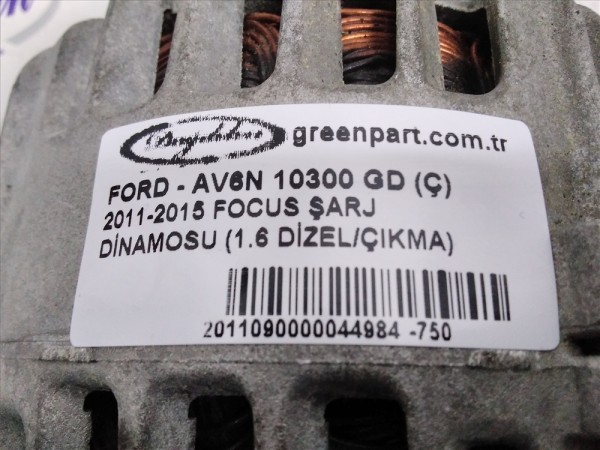 greenpart.com.tr
FORD - AV6N 10300 GD (Ç)
2011-2015 FOCUS ŞARJ
DİNAMOSU (1.6 DİZEL/ÇIKMA)
2011090000044984 -750